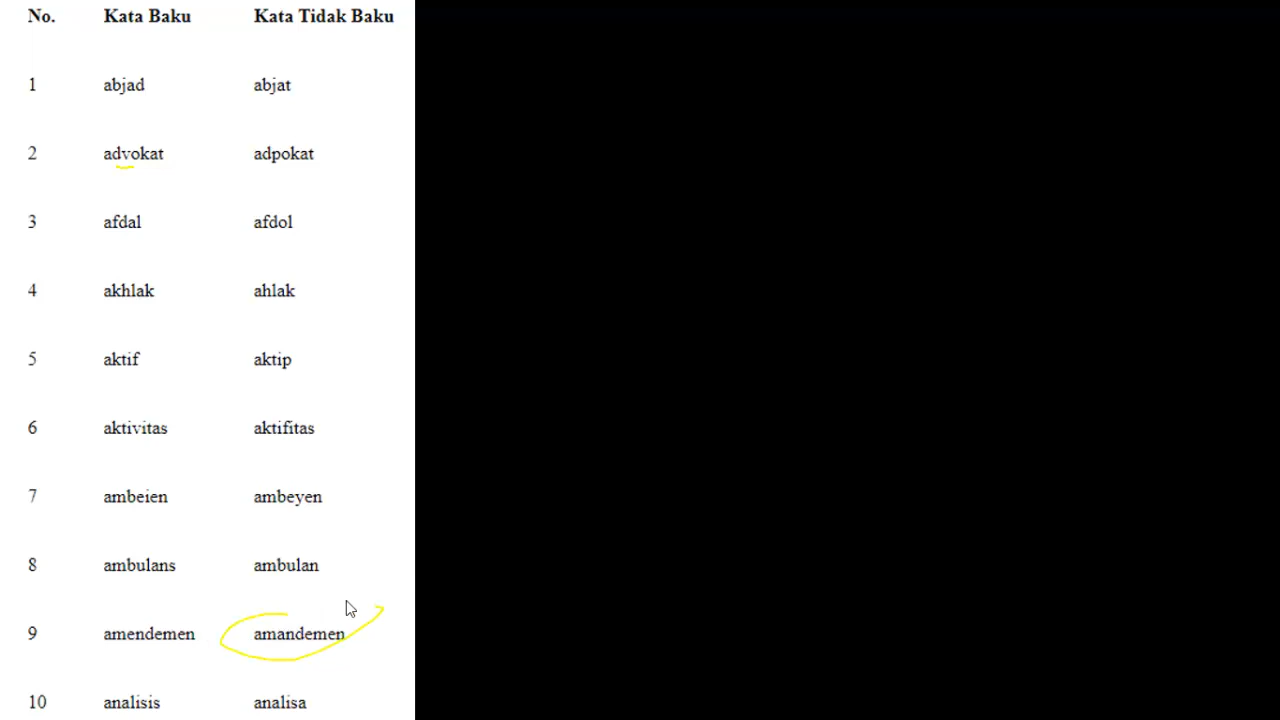 No. Kata Baku Kata Tidak Baku
1 abjad abjat
2 advokat adpokat
3 afdal afdol
4 akhlak ahlak
5 aktif aktip
6 aktivitas aktifitas
7 ambeien ambeyen
8 ambulans ambulan
9 amendemen amandemen
10 analisis analisa